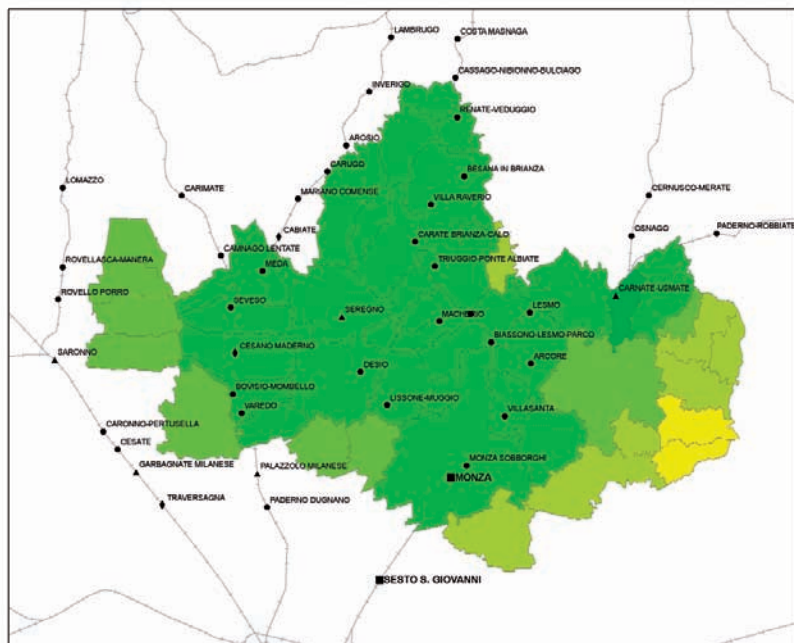 LAMBRUGO
COSTA MASNAGA
CASSAGO-NIBIONNO-BULCIAGO
INVERIGO
RENATE-VEDUGGIO
AROSIO
CARUGO
BESANA IN BRIANZA
LOMAZZO
CARIMATE
MARIANO COMENSE
VILLA RAVERIO
CERNUSCO-MERATE
CABIATE
CARATE BRIANZA-CALO
OSNAGO
PADERNO-ROBBIATE
CAMNAGO LENTATE
ROVELLASCA-MANERA
MEDA
TRIUGGIO-PONTE ALBIATE
ROVELLO PORRO
CARNATE-USMATE
SEVESO
SEREGNO
MACHERIO
LESMO
BIASSONO-LESMO-PARCO
SARONNO
CESANO MADERNO
ARCORE
DESIO
BOVISIO-MOMBELLO
LISSONE-MUGGIO
VAREDO
VILLASANTA
CARONNO-PERTUSELLA
CESATE
GARBAGNATE MILANESE
PALAZZOLO MILANESE
MONZA SOBBORGHI
MONZA
TRAVERSAGNA
PADERNO DUGNANO
SESTO S. GIOVANNI